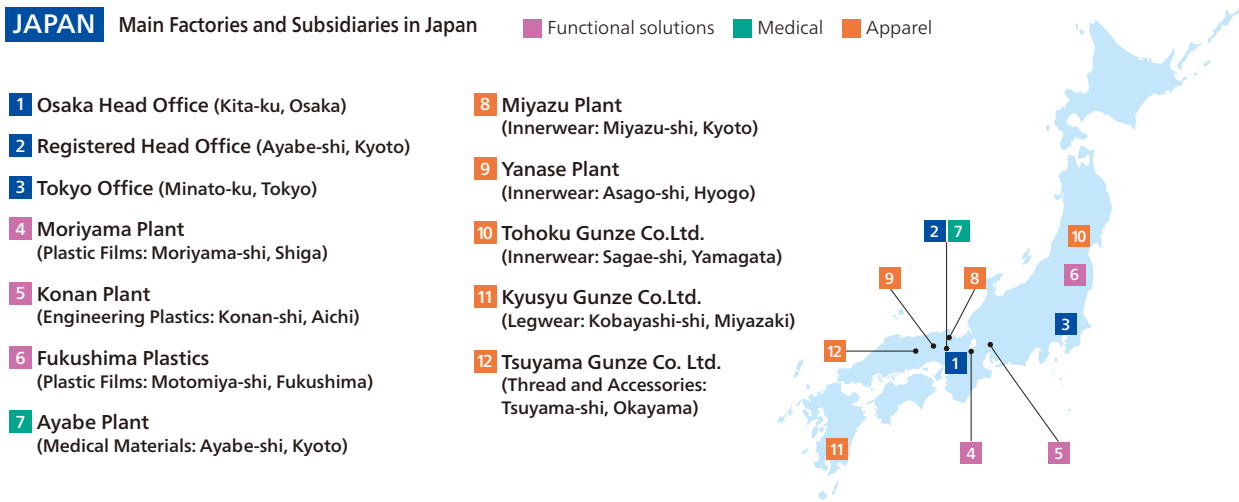 JAPAN Main Factories and Subsidiaries in Japan
Functional solutions Medical Apparel
1 Osaka Head Office (Kita-ku, Osaka)
2 Registered Head Office (Ayabe-shi, Kyoto)
3 Tokyo Office (Minato-ku, Tokyo)
4 Moriyama Plant
(Plastic Films: Moriyama-shi, Shiga)
5 Konan Plant
(Engineering Plastics: Konan-shi, Aichi)
6 Fukushima Plastics
(Plastic Films: Motomiya-shi, Fukushima)
7 Ayabe Plant
(Medical Materials: Ayabe-shi, Kyoto)
8 Miyazu Plant
(Innerwear: Miyazu-shi, Kyoto)
9 Yanase Plant
(Innerwear: Asago-shi, Hyogo)
10 Tohoku Gunze Co.Ltd.
(Innerwear: Sagae-shi, Yamagata)
11 Kyusyu Gunze Co.Ltd.
(Legwear: Kobayashi-shi, Miyazaki)
12 Tsuyama Gunze Co. Ltd.
(Thread and Accessories:
Tsuyama-shi, Okayama)
2 7
10
6
9 8
3
12
1
11
4 5